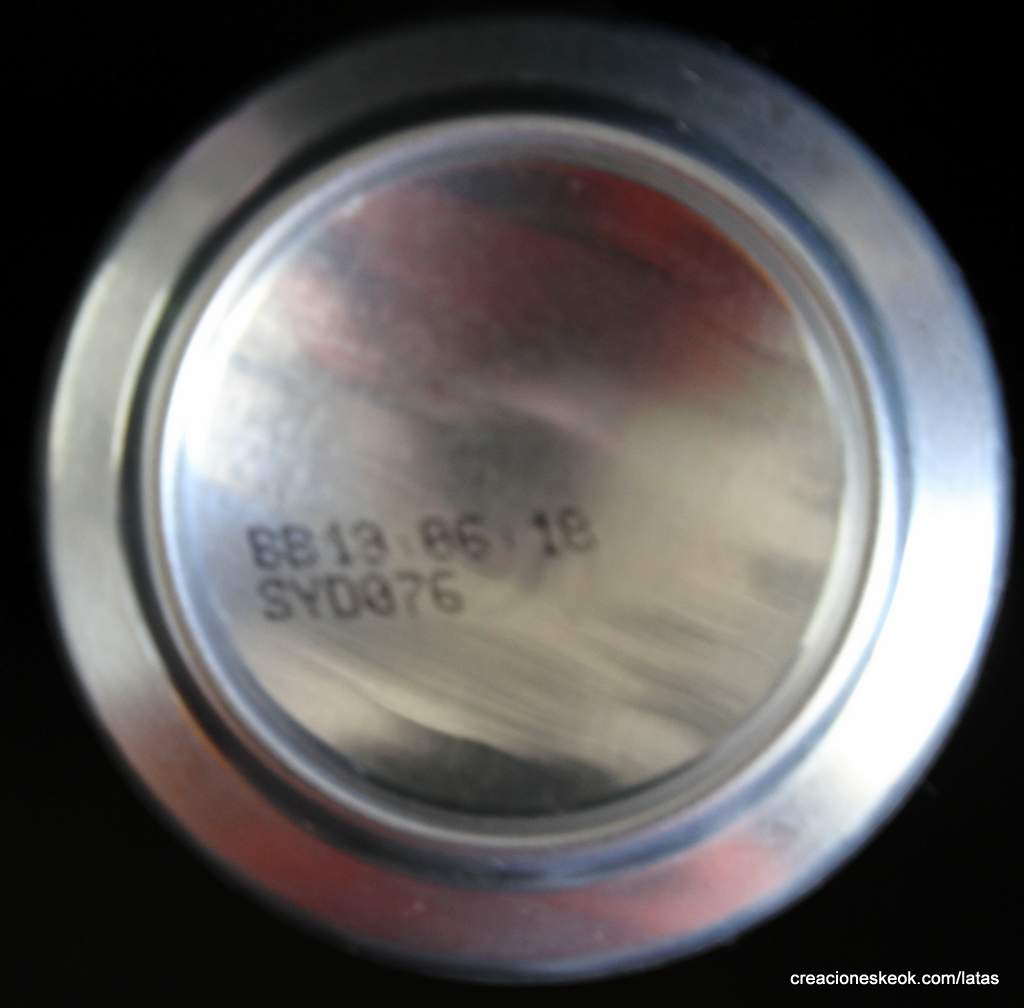 BB13 06 18
SYD076
creacioneskeok.com/latas